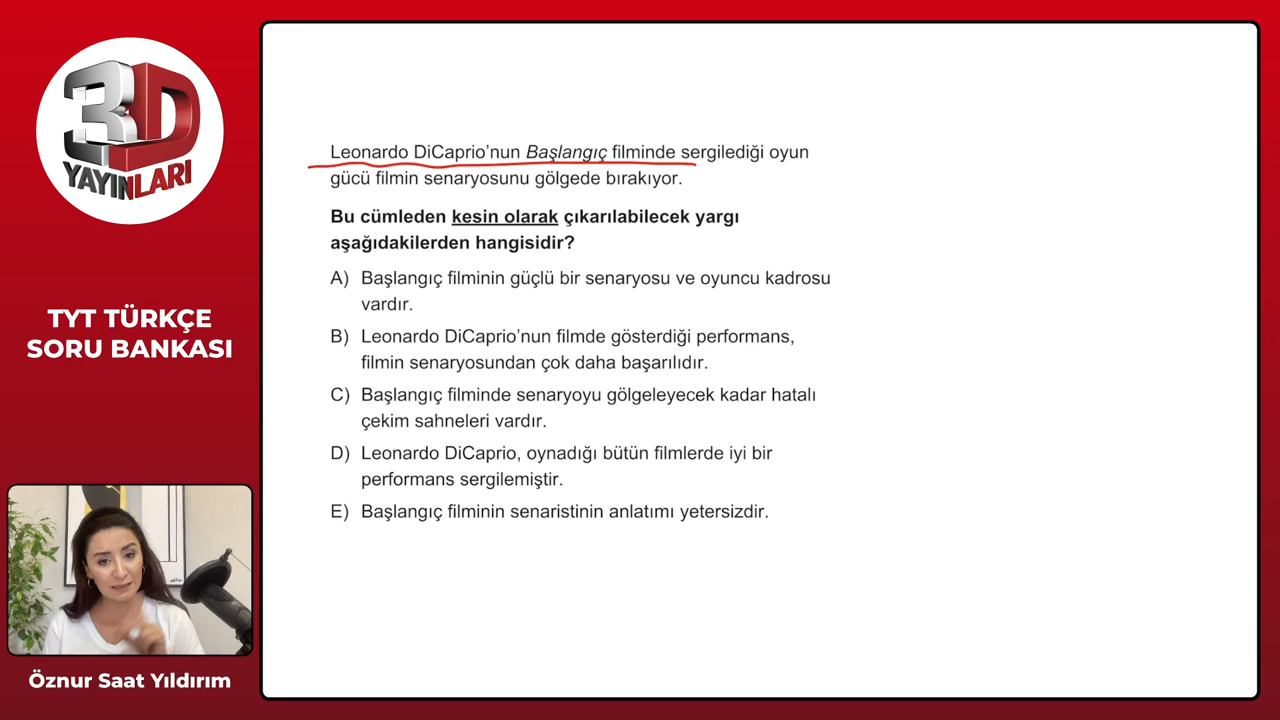 3D
YAYINLARI
TYT TÜRKÇE
SORU BANKASI
Öznur Saat Yıldırım
Leonardo DiCaprio’nun Başlangıç filminde sergilediği oyun
gücü filmin senaryosunu gölgede bırakıyor.
Bu cümleden kesin olarak çıkarılabilecek yargı
aşağıdakilerden hangisidir?
A) Başlangıç filminin güçlü bir senaryosu ve oyuncu kadrosu
vardır.
B) Leonardo DiCaprio’nun filmde gösterdiği performans,
filmin senaryosundan çok daha başarılıdır.
C) Başlangıç filminde senaryoyu gölgeleyecek kadar hatalı
çekim sahneleri vardır.
D) Leonardo DiCaprio, oynadığı bütün filmlerde iyi bir
performans sergilemiştir.
E) Başlangıç filminin senaristinin anlatımı yetersizdir.